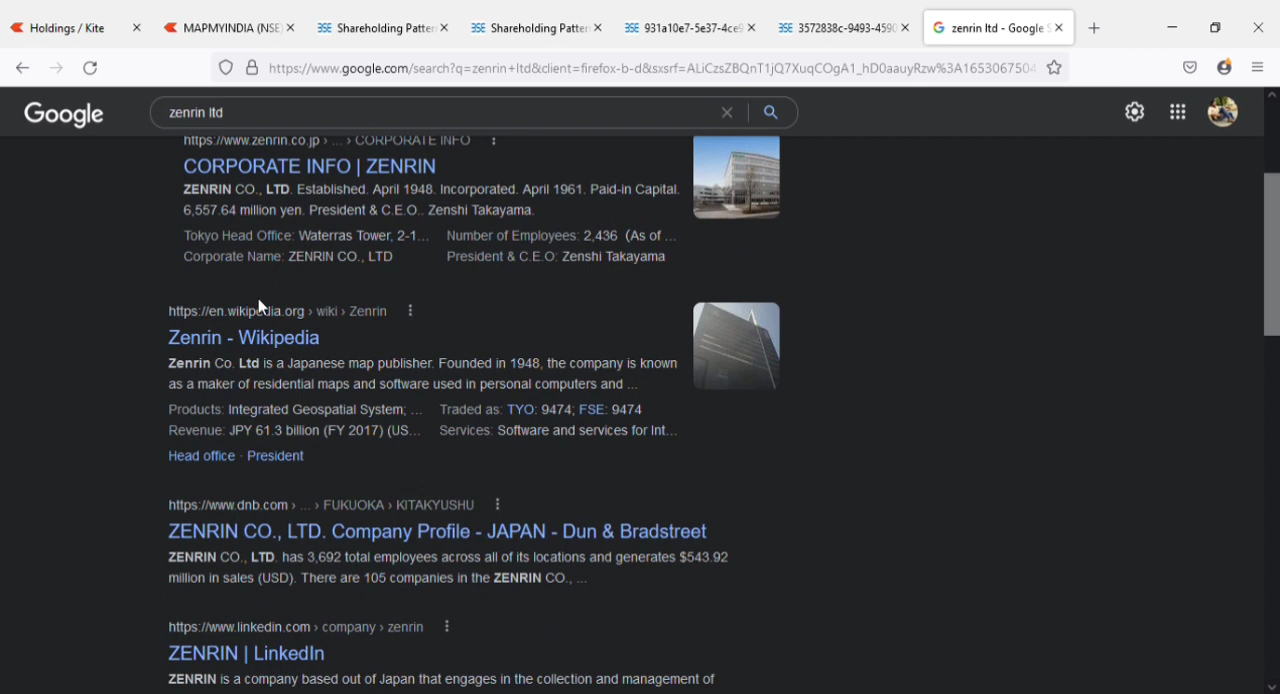 Holdings / Kite
MAPMYINDIA (NSE)
Shareholding Pattern
Shareholding Pattern
931a10e7-5e37-4ce9
3572838c-9493-4590
zenrin ltd - Google S
https://www.google.com/search?q=zenrin+ltd&client=firefox-b-d&sxsrf=ALiCzsZBQnT1jQ7XuqCOgA1_hD0aauyRzw%3A1653067504
Google
zenrin ltd
https://www.zenrin.co.jp › ... › CORPORATE INFO
CORPORATE INFO | ZENRIN
ZENRIN CO., LTD. Established. April 1948. Incorporated. April 1961. Paid-in Capital.
6,557.64 million yen. President & C.E.O.. Zenshi Takayama.
Tokyo Head Office: Waterras Tower, 2-1... Number of Employees: 2,436 (As of ...
Corporate Name: ZENRIN CO., LTD President & C.E.O: Zenshi Takayama
https://en.wikipedia.org › wiki › Zenrin
Zenrin - Wikipedia
Zenrin Co. Ltd is a Japanese map publisher. Founded in 1948, the company is known
as a maker of residential maps and software used in personal computers and ...
Products: Integrated Geospatial System; ... Traded as: TYO: 9474; FSE: 9474
Revenue: JPY 61.3 billion (FY 2017) (US... Services: Software and services for Int...
Head office · President
https://www.dnb.com › ... › FUKUOKA › KITAKYUSHU
ZENRIN CO., LTD. Company Profile - JAPAN - Dun & Bradstreet
ZENRIN CO., LTD. has 3,692 total employees across all of its locations and generates $543.92
million in sales (USD). There are 105 companies in the ZENRIN CO., ...
https://www.linkedin.com › company › zenrin
ZENRIN | LinkedIn
ZENRIN is a company based out of Japan that engages in the collection and management of